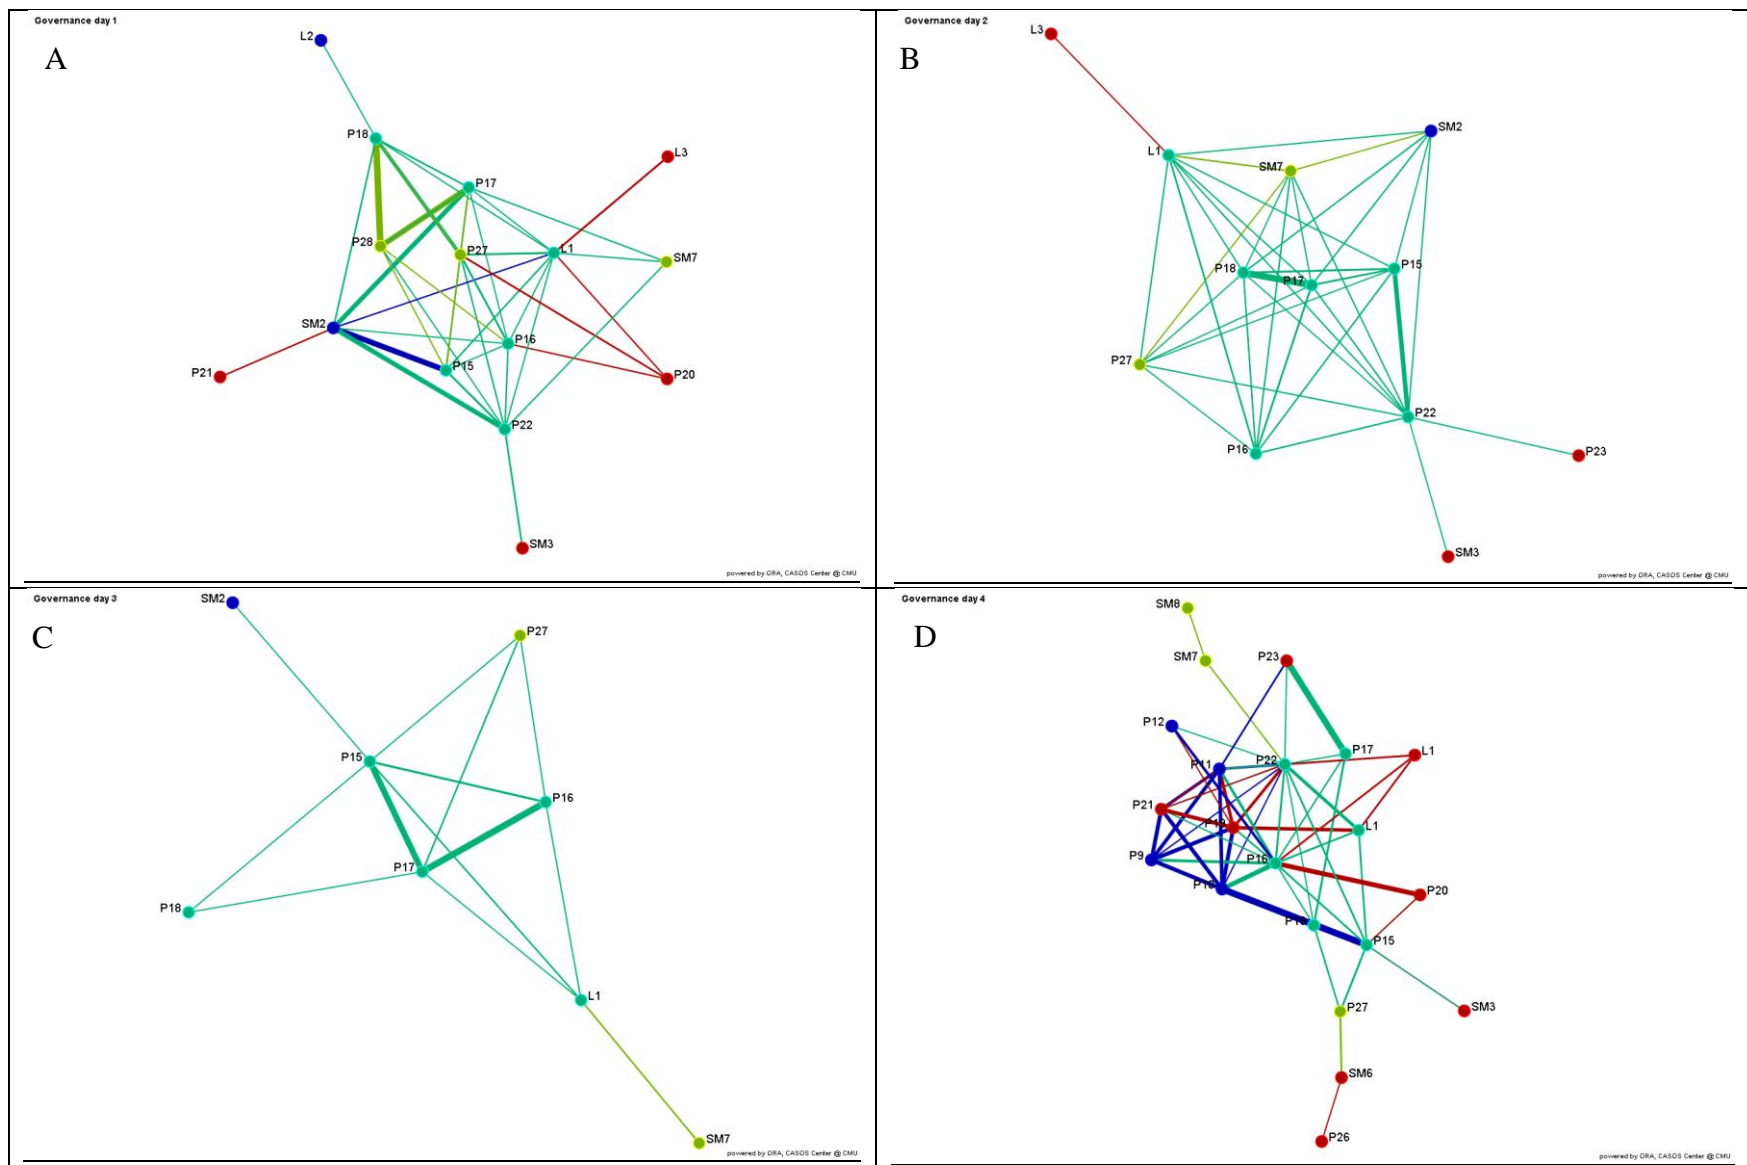 Governance day 1
A
L2
P18
L3
P17
P28
P27
L1
SM7
SM2
P16
P15
P21
P20
P22
SM3
powered by ORA, CASOS Center @ CMU
Governance day 2
B
L3
SM2
L1
SM7
P18
P15
P17
P27
P22
P16
P23
SM3
powered by ORA, CASOS Center @ CMU
Governance day 3
C
SM2
P27
P15
P16
P17
P18
L1
SM7
powered by ORA, CASOS Center @ CMU
Governance day 4
D
SM8
SM7
P23
P12
P17
L1
P22
P11
P21
L1
P9
P16
P20
P15
SM3
P27
SM6
P26
powered by ORA, CASOS Center @ CMU